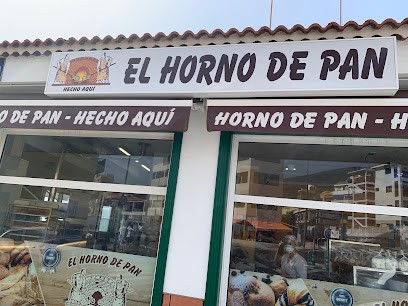 EL HORNO DE PAN
HECHO AQUÍ
O DE PAN - HECHO AQUÍ
HORNO DE PAN - H
EL HORNO DE PAN